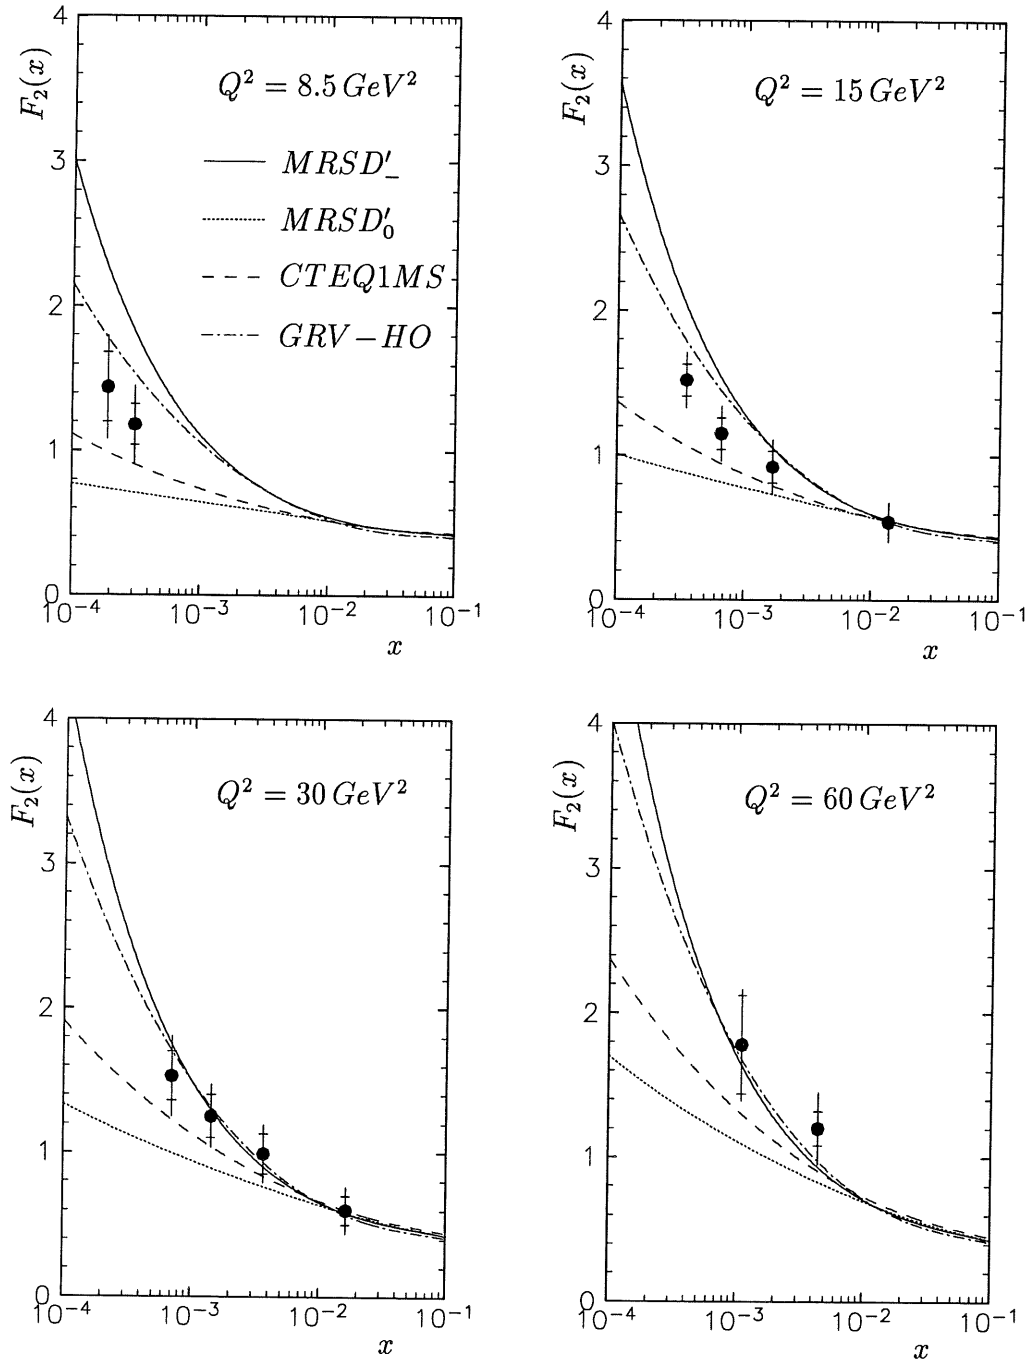 4
F₂(x)
Q² = 8.5 GeV²
3
MRSD′₋
MRSD′₀
CTEQ1MS
GRV − HO
2
1
0
10⁻⁴ 10⁻³ 10⁻² 10⁻¹
x
4
F₂(x)
Q² = 15 GeV²
3
2
1
0
10⁻⁴ 10⁻³ 10⁻² 10⁻¹
x
4
F₂(x)
Q² = 30 GeV²
3
2
1
0
10⁻⁴ 10⁻³ 10⁻² 10⁻¹
x
4
F₂(x)
Q² = 60 GeV²
3
2
1
0
10⁻⁴ 10⁻³ 10⁻² 10⁻¹
x